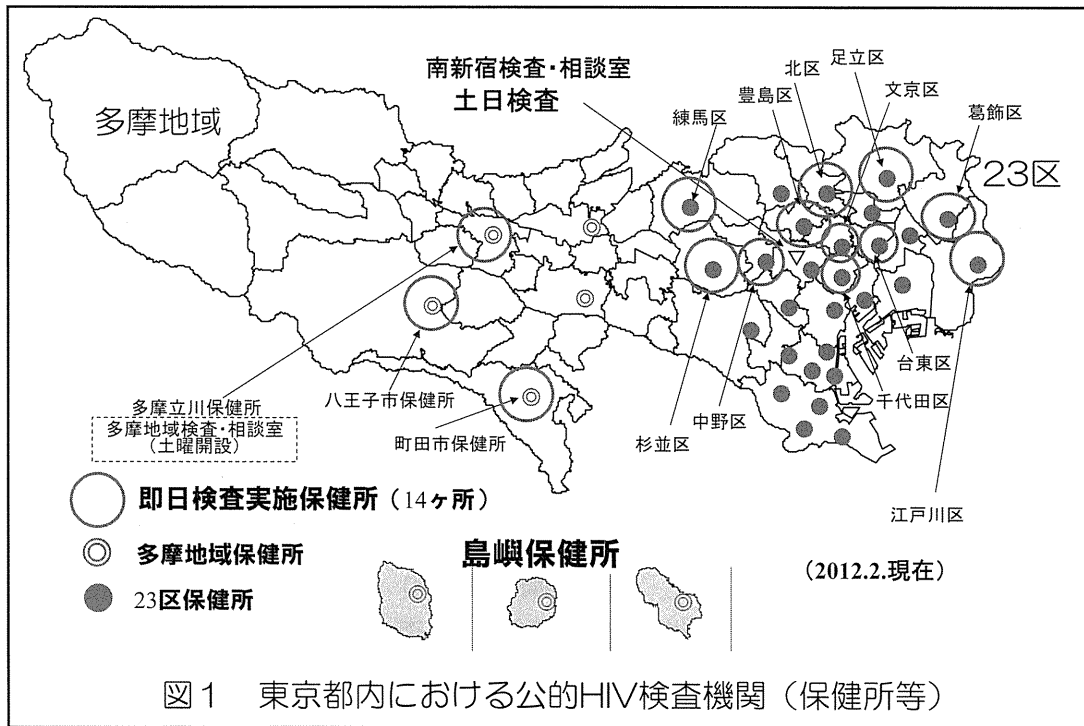 南新宿検査・相談室
土日検査
多摩地域
練馬区
豊島区
北区
足立区
文京区
葛飾区
23区
多摩立川保健所
多摩地域検査・相談室
（土曜開設）
八王子市保健所
町田市保健所
杉並区
中野区
千代田区
台東区
江戸川区
即日検査実施保健所（14ヶ所）
多摩地域保健所
23区保健所
島嶼保健所
（2012.2.現在）
図1　東京都内における公的HIV検査機関（保健所等）